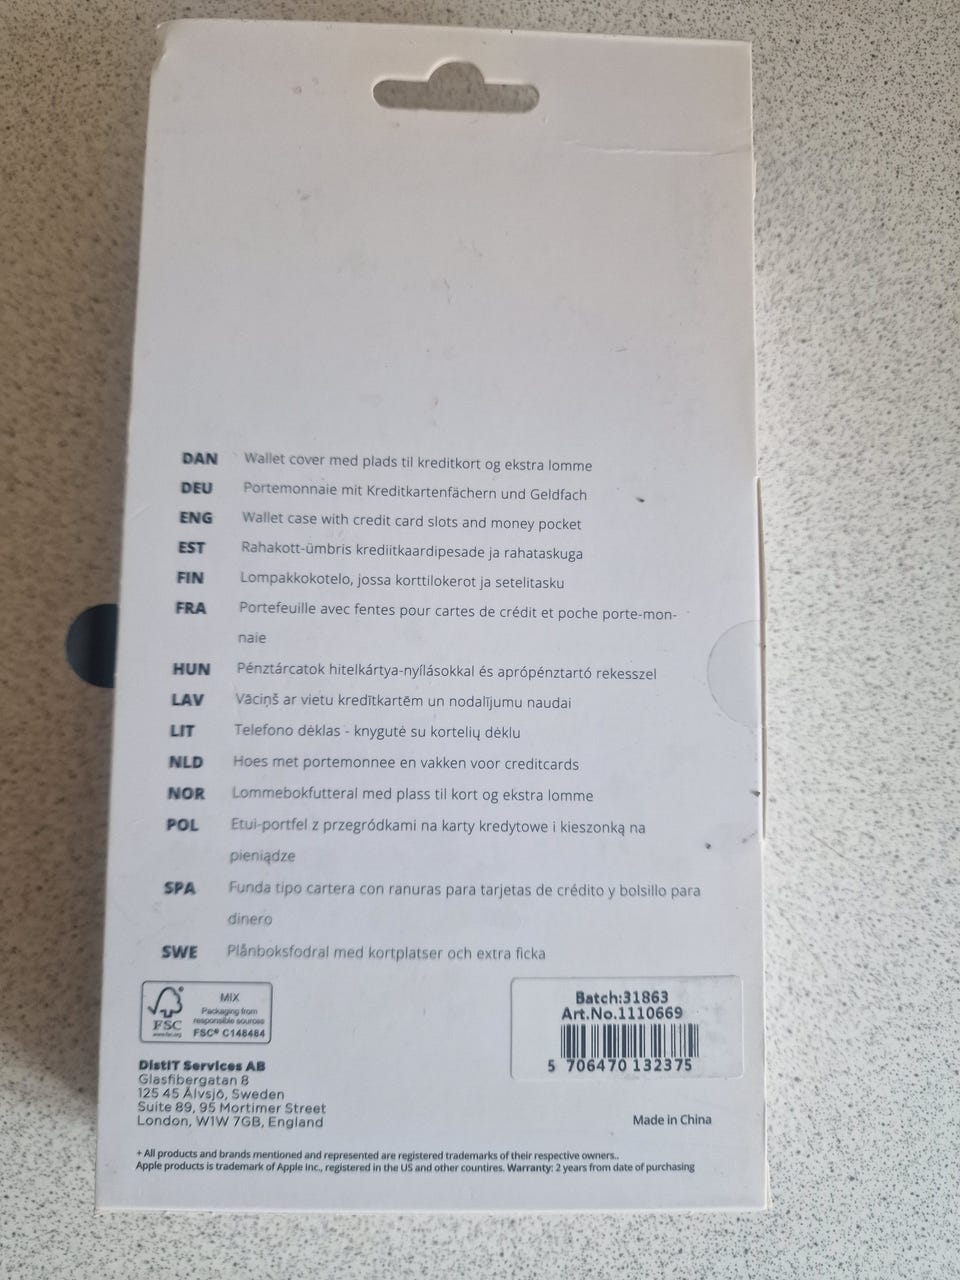 DAN Wallet cover med plads til kreditkort og ekstra lomme
DEU Portemonnaie mit Kreditkartenfächern und Geldfach
ENG Wallet case with credit card slots and money pocket
EST Rahakott-ümbris krediitkaardipesade ja rahataskuga
FIN Lompakkokotelo, jossa korttilokerot ja setelitasku
FRA Portefeuille avec fentes pour cartes de crédit et poche porte-mon-
naie
HUN Pénztárcatok hitelkártya-nyílásokkal és aprópénztartó rekesszel
LAV Vāciņš ar vietu kredītkartēm un nodalījumu naudai
LIT Telefono dėklas - knygutė su kortelių dėklu
NLD Hoes met portemonnee en vakken voor creditcards
NOR Lommebokfutteral med plass til kort og ekstra lomme
POL Etui-portfel z przegródkami na karty kredytowe i kieszonką na
pieniądze
SPA Funda tipo cartera con ranuras para tarjetas de crédito y bolsillo para
dinero
SWE Plånboksfodral med kortplatser och extra ficka
FSC
www.fsc.org
MIX
Packaging from
responsible sources
FSC® C148484
Batch:31863
Art.No.1110669
5 706470 132375
DistIT Services AB
Glasfibergatan 8
125 45 Älvsjö, Sweden
Suite 89, 95 Mortimer Street
London, W1W 7GB, England
Made in China
+ All products and brands mentioned and represented are registered trademarks of their respective owners..
Apple products is trademark of Apple Inc., registered in the US and other countires. Warranty: 2 years from date of purchasing